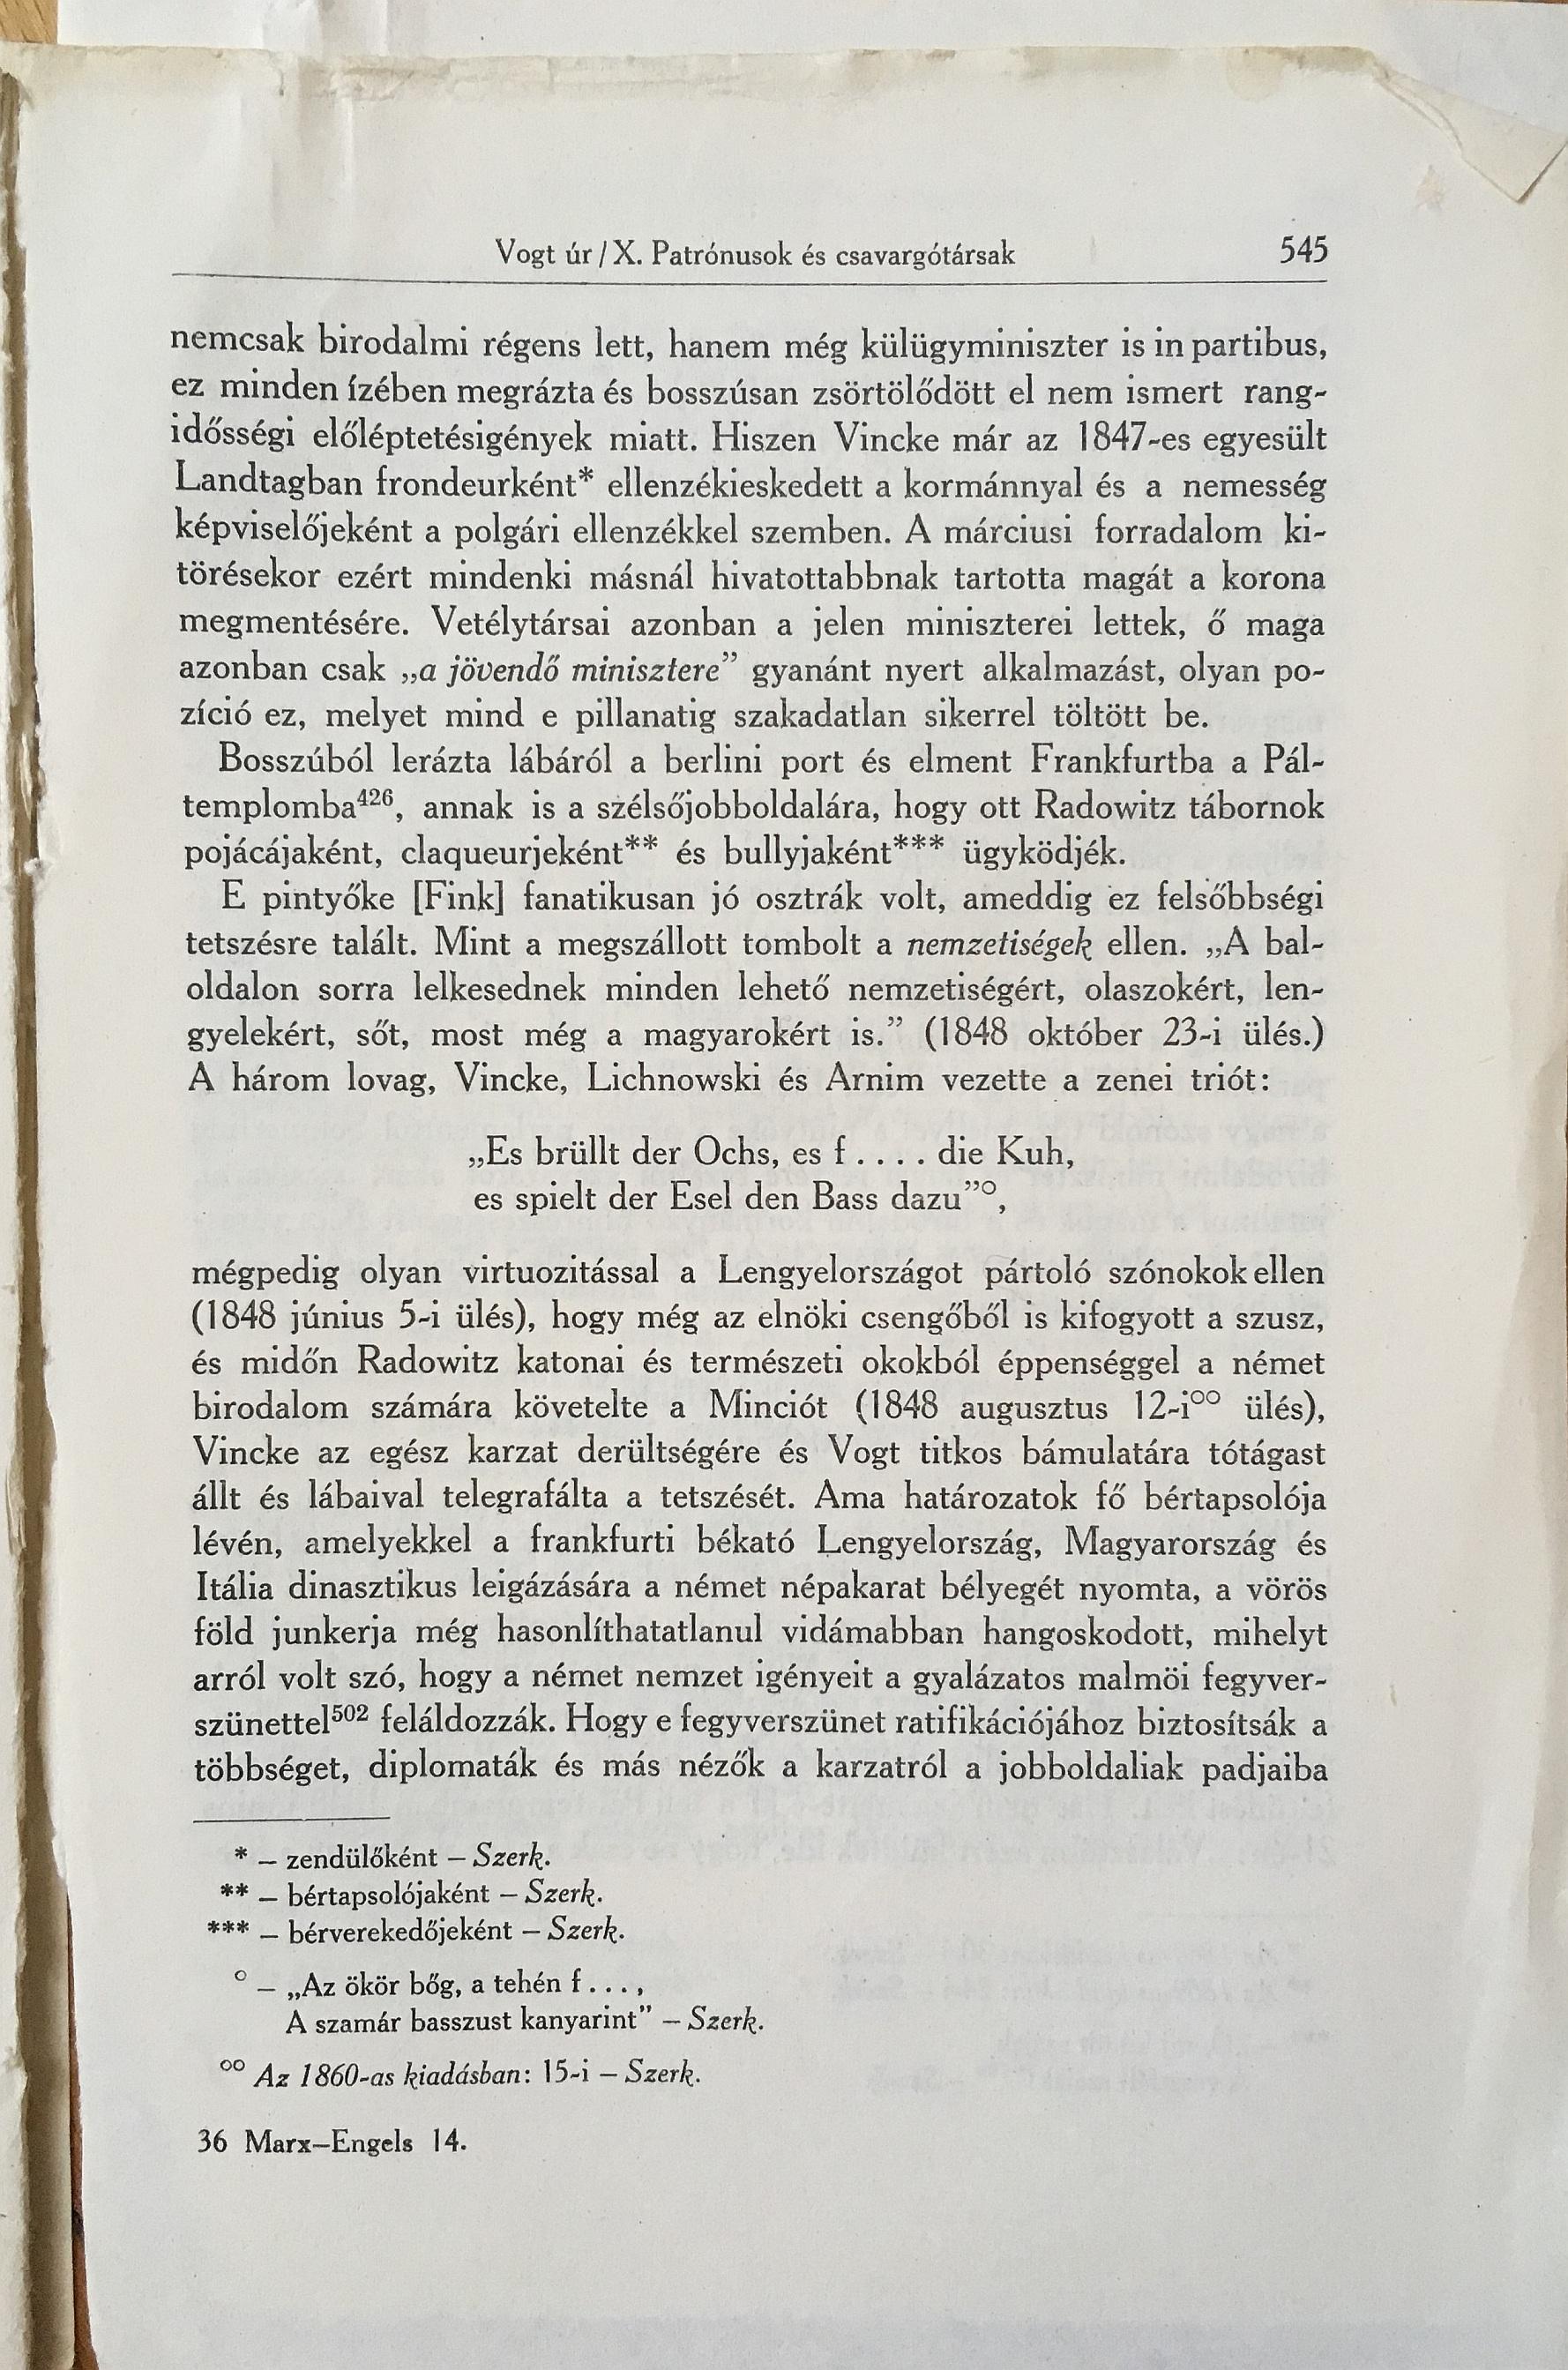 Vogt úr / X. Patrónusok és csavargótársak 545
nemcsak birodalmi régens lett, hanem még külügyminiszter is in partibus,
ez minden ízében megrázta és bosszúsan zsörtölődött el nem ismert rang-
idősségi előléptetésigények miatt. Hiszen Vincke már az 1847-es egyesült
Landtagban frondeurként* ellenzékieskedett a kormánnyal és a nemesség
képviselőjeként a polgári ellenzékkel szemben. A márciusi forradalom ki-
törésekor ezért mindenki másnál hivatottabbnak tartotta magát a korona
megmentésére. Vetélytársai azonban a jelen miniszterei lettek, ő maga
azonban csak „a jövendő minisztere” gyanánt nyert alkalmazást, olyan po-
zíció ez, melyet mind e pillanatig szakadatlan sikerrel töltött be.
Bosszúból lerázta lábáról a berlini port és elment Frankfurtba a Pál-
templomba⁴²⁶, annak is a szélsőjobboldalára, hogy ott Radowitz tábornok
pojácájaként, claqueurjeként** és bullyjaként*** ügyködjék.
E pintyőke [Fink] fanatikusan jó osztrák volt, ameddig ez felsőbbségi
tetszésre talált. Mint a megszállott tombolt a nemzetiségek ellen. „A bal-
oldalon sorra lelkesednek minden lehető nemzetiségért, olaszokért, len-
gyelekért, sőt, most még a magyarokért is.” (1848 október 23-i ülés.)
A három lovag, Vincke, Lichnowski és Arnim vezette a zenei triót:
„Es brüllt der Ochs, es f . . . . die Kuh,
es spielt der Esel den Bass dazu”°,
mégpedig olyan virtuozitással a Lengyelországot pártoló szónokok ellen
(1848 június 5-i ülés), hogy még az elnöki csengőből is kifogyott a szusz,
és midőn Radowitz katonai és természeti okokból éppenséggel a német
birodalom számára követelte a Minciót (1848 augusztus 12-i°° ülés),
Vincke az egész karzat derültségére és Vogt titkos bámulatára tótágast
állt és lábaival telegrafálta a tetszését. Ama határozatok fő bértapsolója
lévén, amelyekkel a frankfurti békató Lengyelország, Magyarország és
Itália dinasztikus leigázására a német népakarat bélyegét nyomta, a vörös
föld junkerja még hasonlíthatatlanul vidámabban hangoskodott, mihelyt
arról volt szó, hogy a német nemzet igényeit a gyalázatos malmöi fegyver-
szünettel⁵⁰² feláldozzák. Hogy e fegyverszünet ratifikációjához biztosítsák a
többséget, diplomaták és más nézők a karzatról a jobboldaliak padjaiba
* – zendülőként – Szerk.
** – bértapsolójaként – Szerk.
*** – bérverekedőjeként – Szerk.
° – „Az ökör bőg, a tehén f . . . ,
A szamár basszust kanyarint” – Szerk.
°° Az 1860-as kiadásban: 15-i – Szerk.
36 Marx–Engels 14.